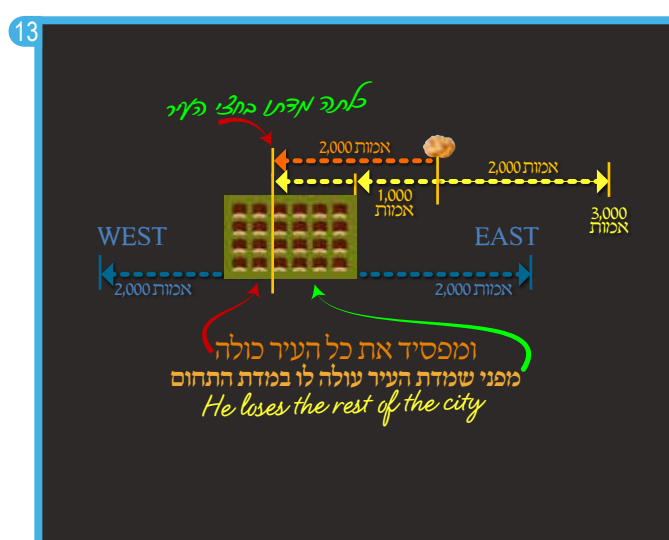 13
כלתה מדתו בחצי העיר
2,000 אמות
2,000 אמות
1,000
אמות
3,000
אמות
WEST
EAST
2,000 אמות
2,000 אמות
ומפסיד את כל העיר כולה
מפני שמדת העיר עולה לו במדת התחום
He loses the rest of the city